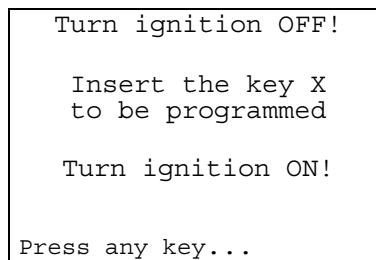 Turn ignition OFF!
Insert the key X
to be programmed
Turn ignition ON!
Press any key...